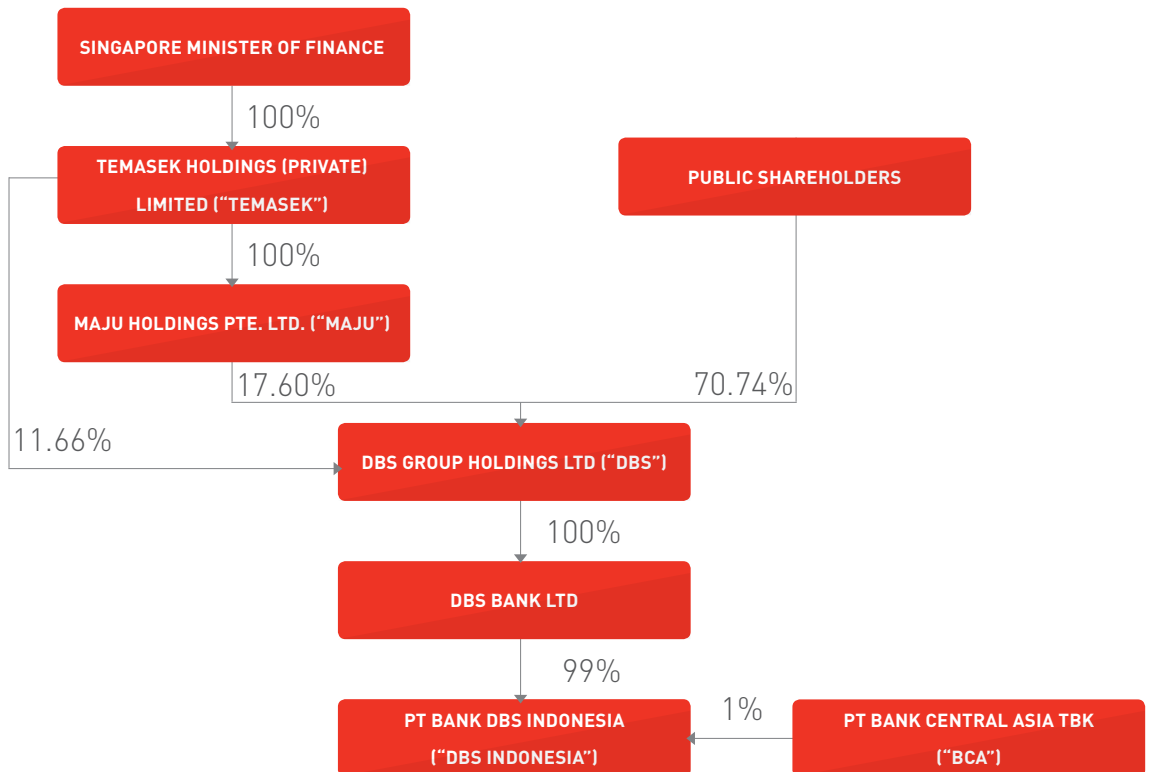 SINGAPORE MINISTER OF FINANCE
100%
TEMASEK HOLDINGS (PRIVATE)
LIMITED (“TEMASEK”)
PUBLIC SHAREHOLDERS
100%
MAJU HOLDINGS PTE. LTD. (“MAJU”)
17.60%
70.74%
11.66%
DBS GROUP HOLDINGS LTD (“DBS”)
100%
DBS BANK LTD
99%
PT BANK DBS INDONESIA
(“DBS INDONESIA”)
1%
PT BANK CENTRAL ASIA TBK
(“BCA”)